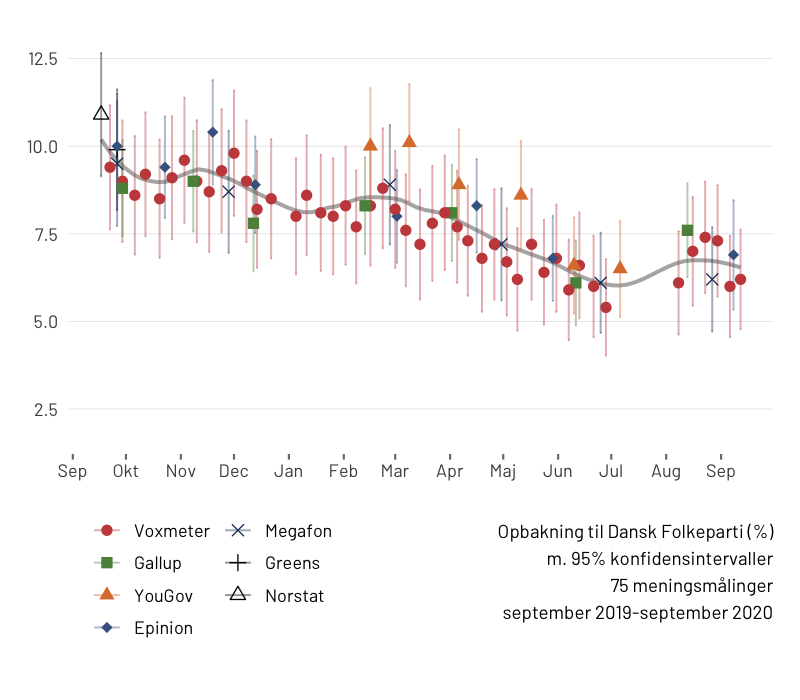 12.5
10.0
7.5
5.0
2.5
Sep Okt Nov Dec Jan Feb Mar Apr Maj Jun Jul Aug Sep
Voxmeter Megafon
Gallup Greens
YouGov Norstat
Epinion
Opbakning til Dansk Folkeparti (%)
m. 95% konfidensintervaller
75 meningsmålinger
september 2019-september 2020